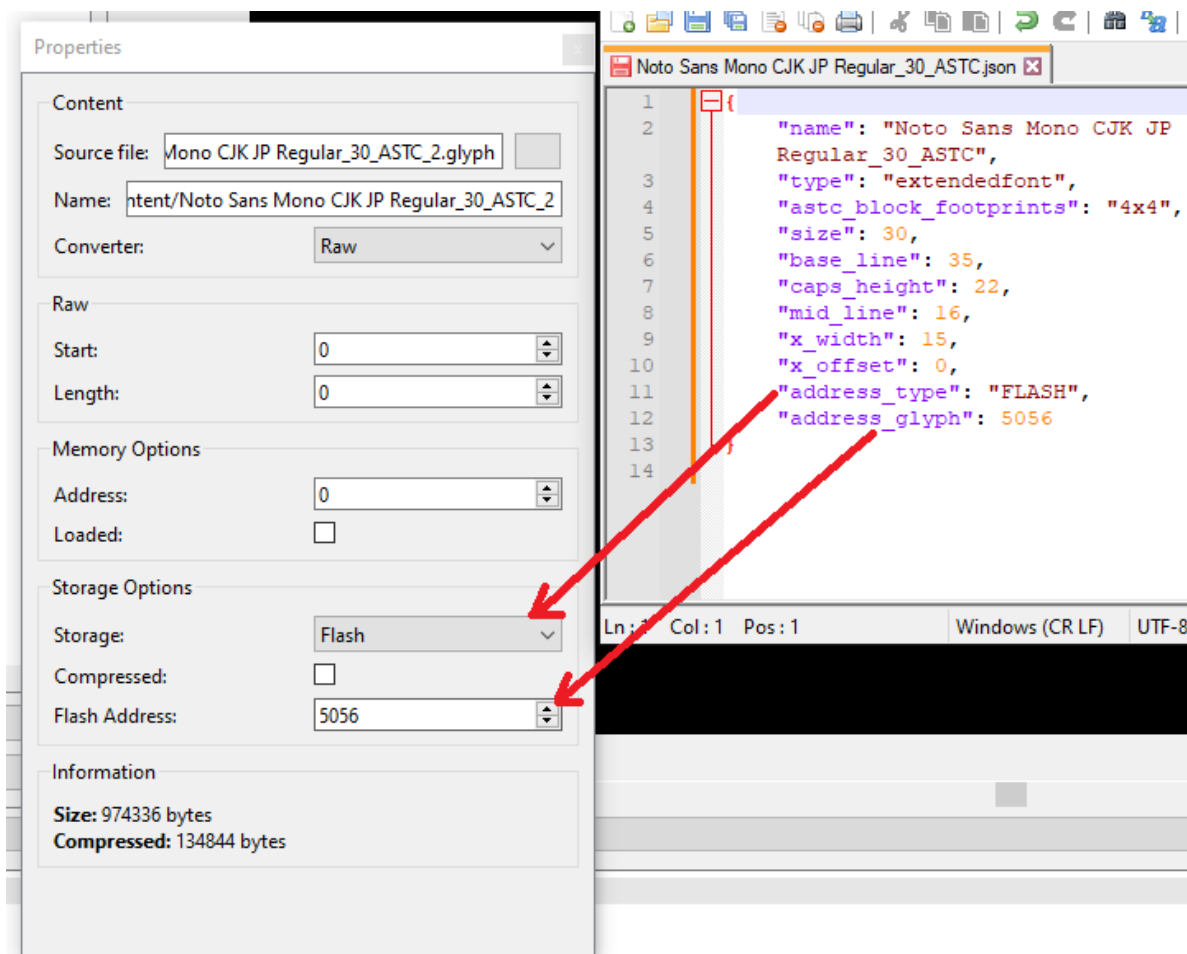 Properties
x
Content
Source file: Mono CJK JP Regular_30_ASTC_2.glyph
Name: ntent/Noto Sans Mono CJK JP Regular_30_ASTC_2
Converter: Raw
Raw
Start: 0
Length: 0
Memory Options
Address: 0
Loaded:
Storage Options
Storage: Flash
Compressed:
Flash Address: 5056
Information
Size: 974336 bytes
Compressed: 134844 bytes
Noto Sans Mono CJK JP Regular_30_ASTC.json
1 {
2 "name": "Noto Sans Mono CJK JP
Regular_30_ASTC",
3 "type": "extendedfont",
4 "astc_block_footprints": "4x4",
5 "size": 30,
6 "base_line": 35,
7 "caps_height": 22,
8 "mid_line": 16,
9 "x_width": 15,
10 "x_offset": 0,
11 "address_type": "FLASH",
12 "address_glyph": 5056
13 }
14
Ln : 1 Col : 1 Pos : 1 Windows (CR LF) UTF-8